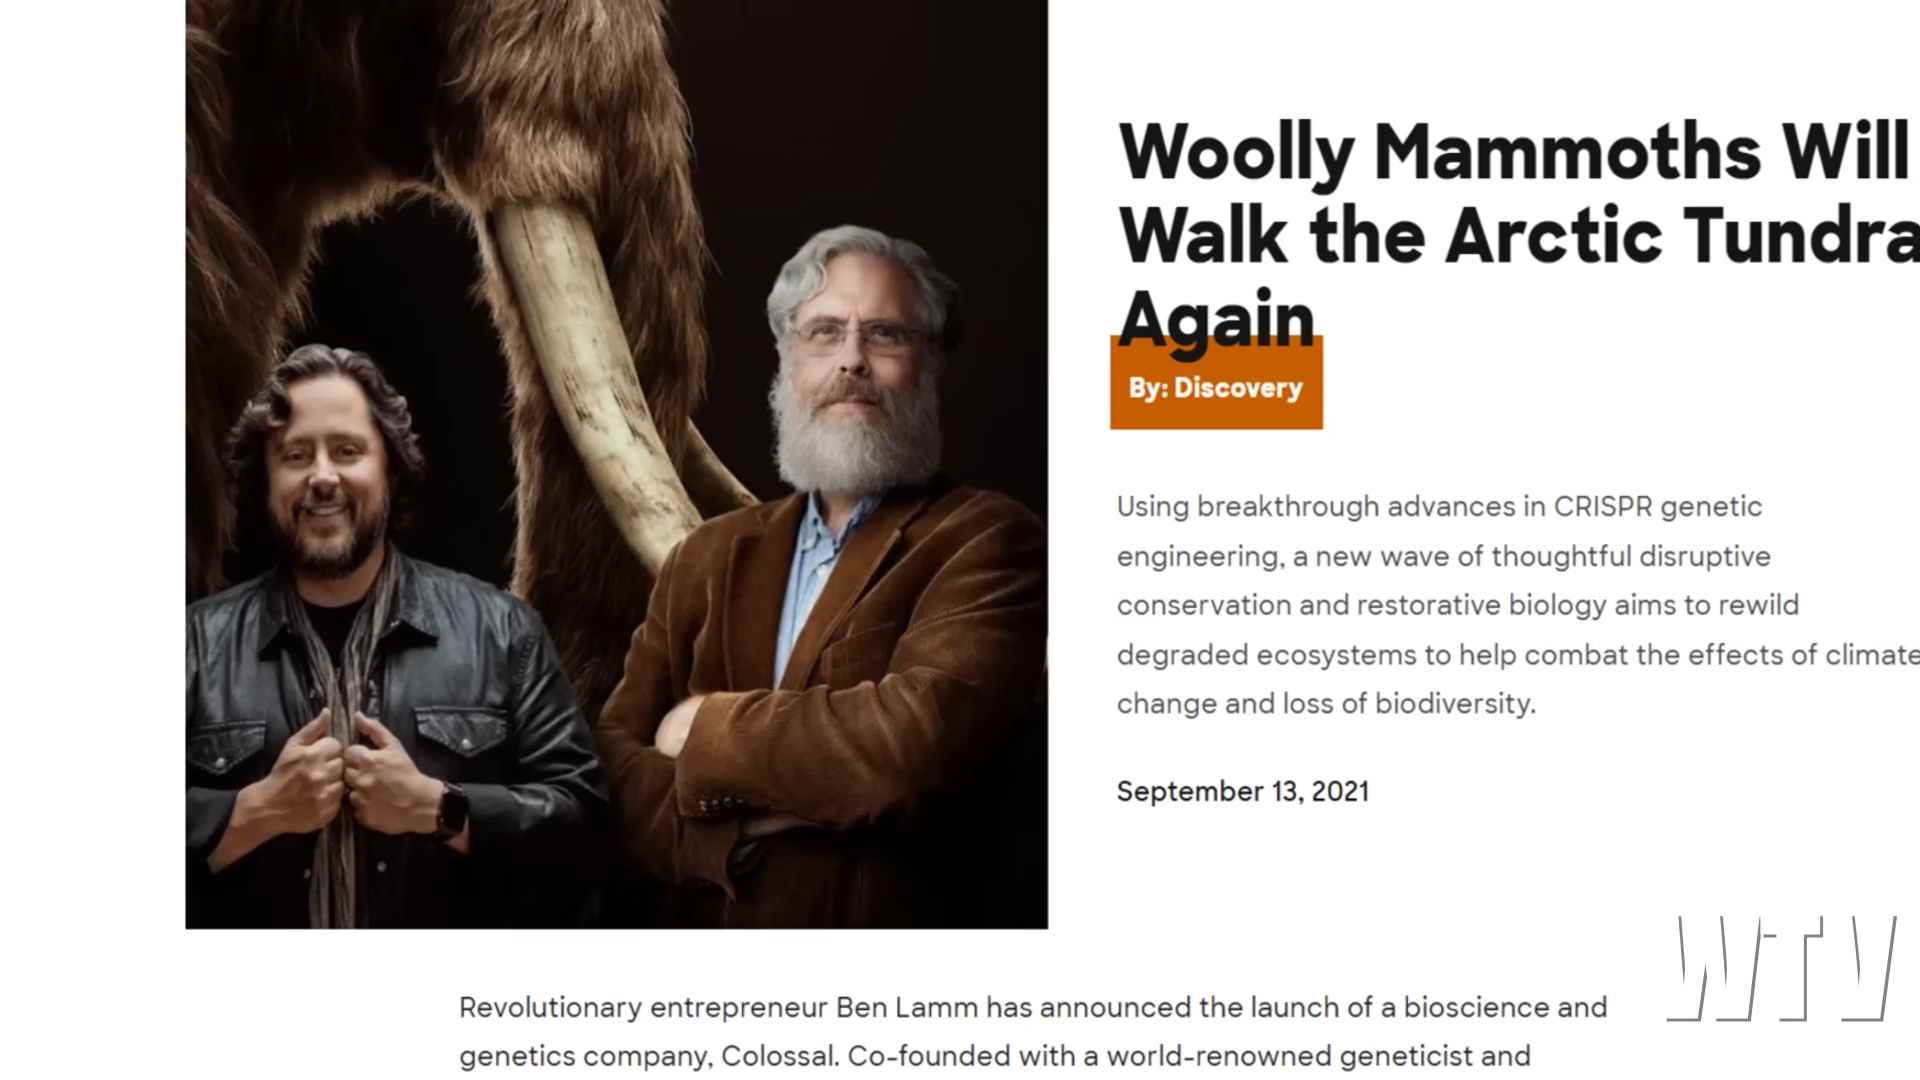 Woolly Mammoths Will
Walk the Arctic Tundra
Again
By: Discovery
Using breakthrough advances in CRISPR genetic
engineering, a new wave of thoughtful disruptive
conservation and restorative biology aims to rewild
degraded ecosystems to help combat the effects of climate
change and loss of biodiversity.
September 13, 2021
WTV
Revolutionary entrepreneur Ben Lamm has announced the launch of a bioscience and
genetics company, Colossal. Co-founded with a world-renowned geneticist and